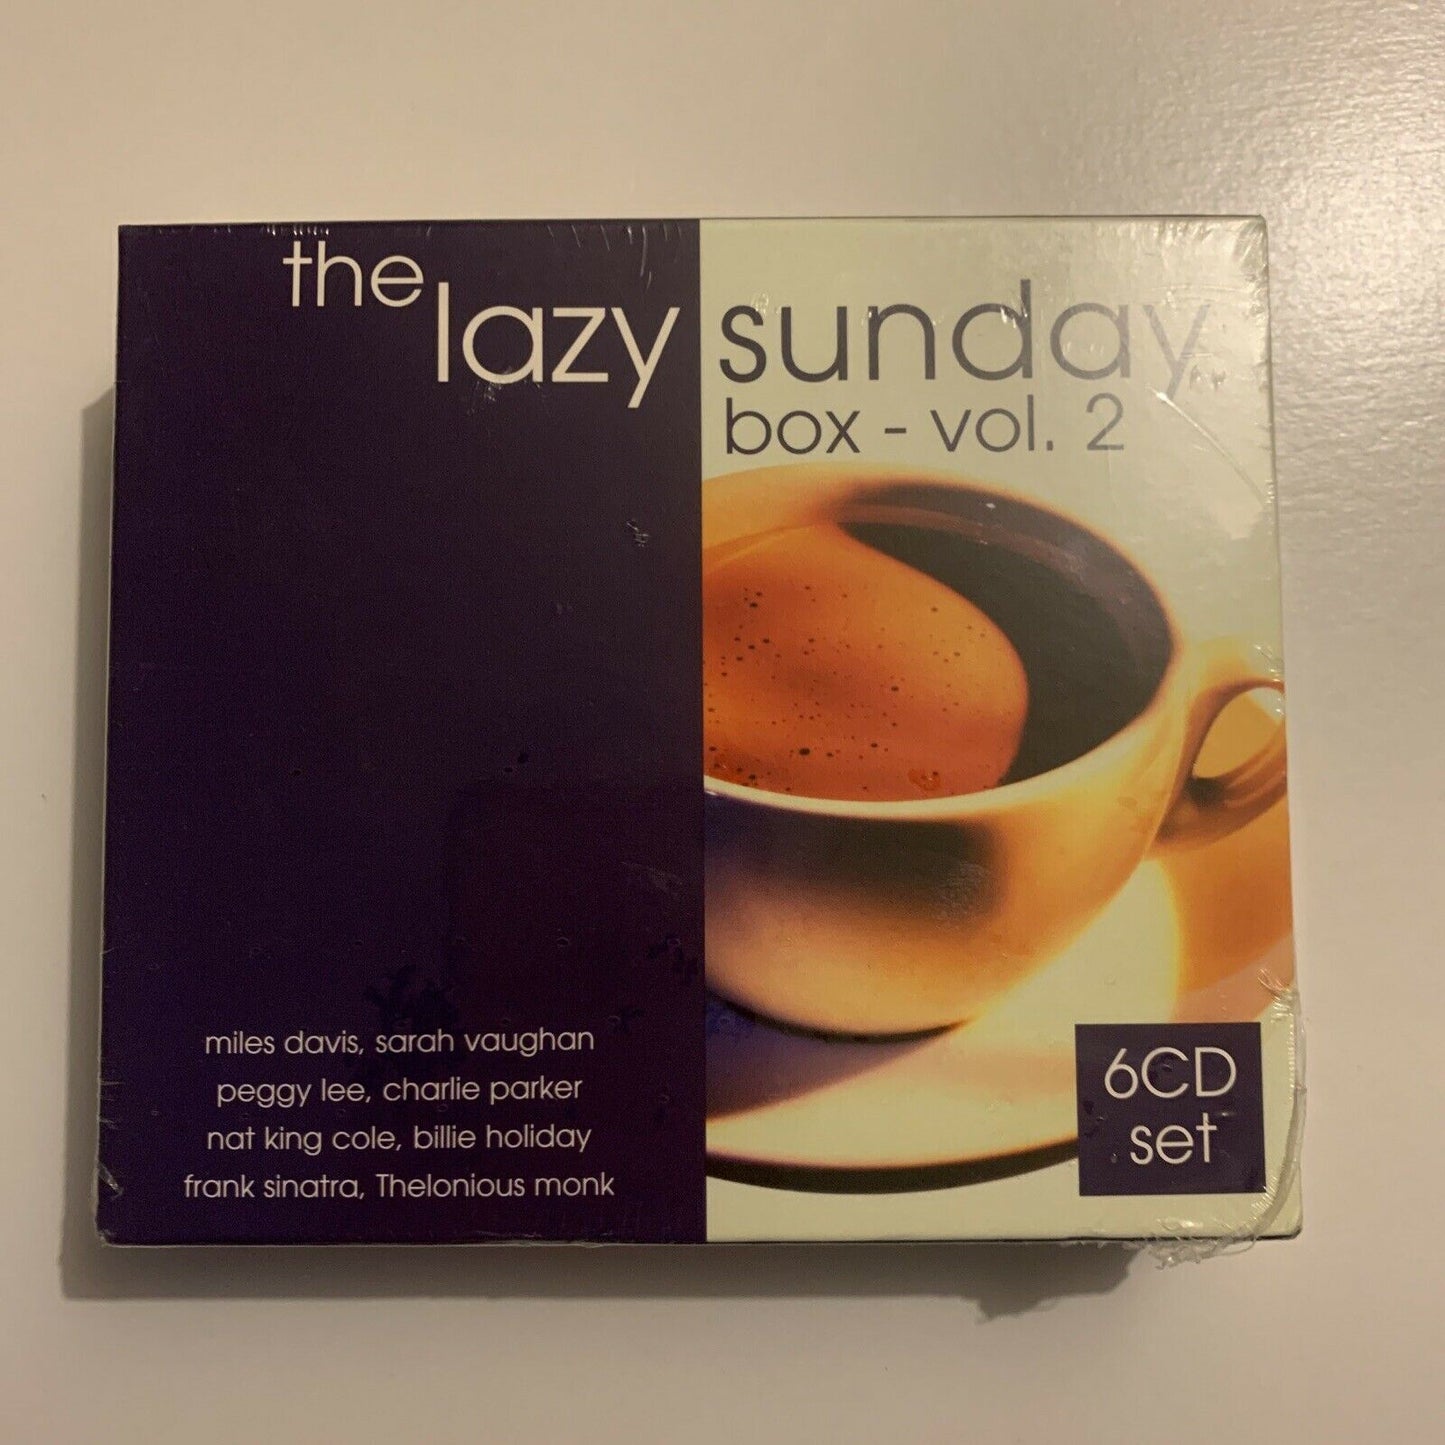 the lazy sunday
box - vol. 2
miles davis, sarah vaughan
peggy lee, charlie parker
nat king cole, billie holiday
frank sinatra, Thelonious monk
6CD
set